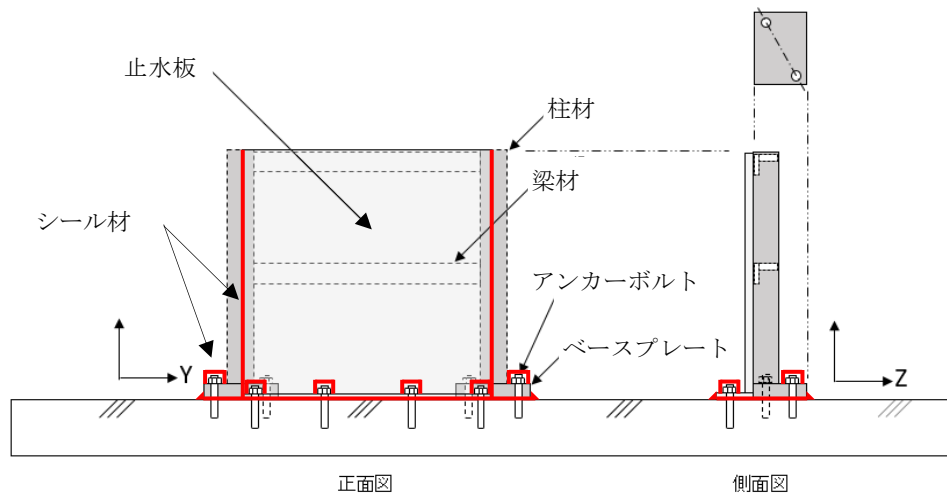 止水板
柱材
梁材
シール材
アンカーボルト
ベースプレート
Y
Z
正面図
側面図